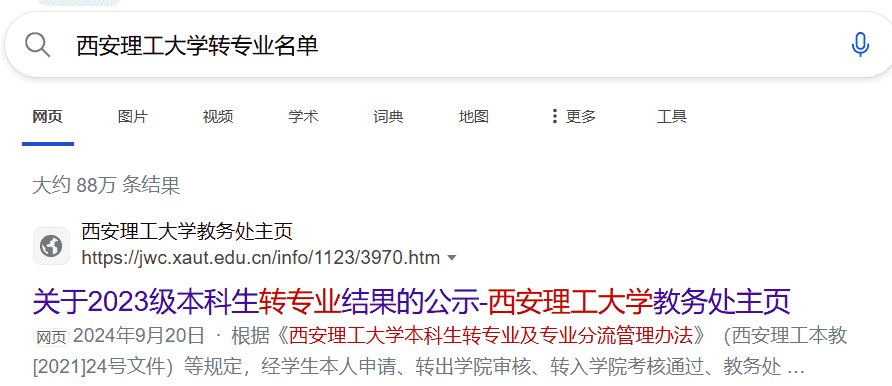 西安理工大学转专业名单
网页 图片 视频 学术 词典 地图 更多 工具
大约 88万 条结果
西安理工大学教务处主页
https://jwc.xaut.edu.cn/info/1123/3970.htm
关于2023级本科生转专业结果的公示-西安理工大学教务处主页
网页 2024年9月20日 · 根据《西安理工大学本科生转专业及专业分流管理办法》（西安理工本教
[2021]24号文件）等规定，经学生本人申请、转出学院审核、转入学院考核通过、教务处 …